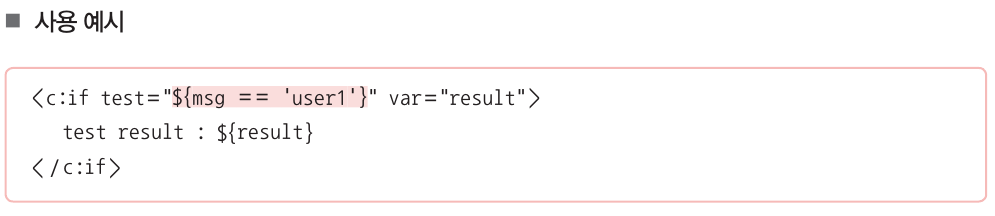 ■ 사용 예시
<c:if test="${msg == 'user1'}" var="result">
test result : ${result}
</c:if>